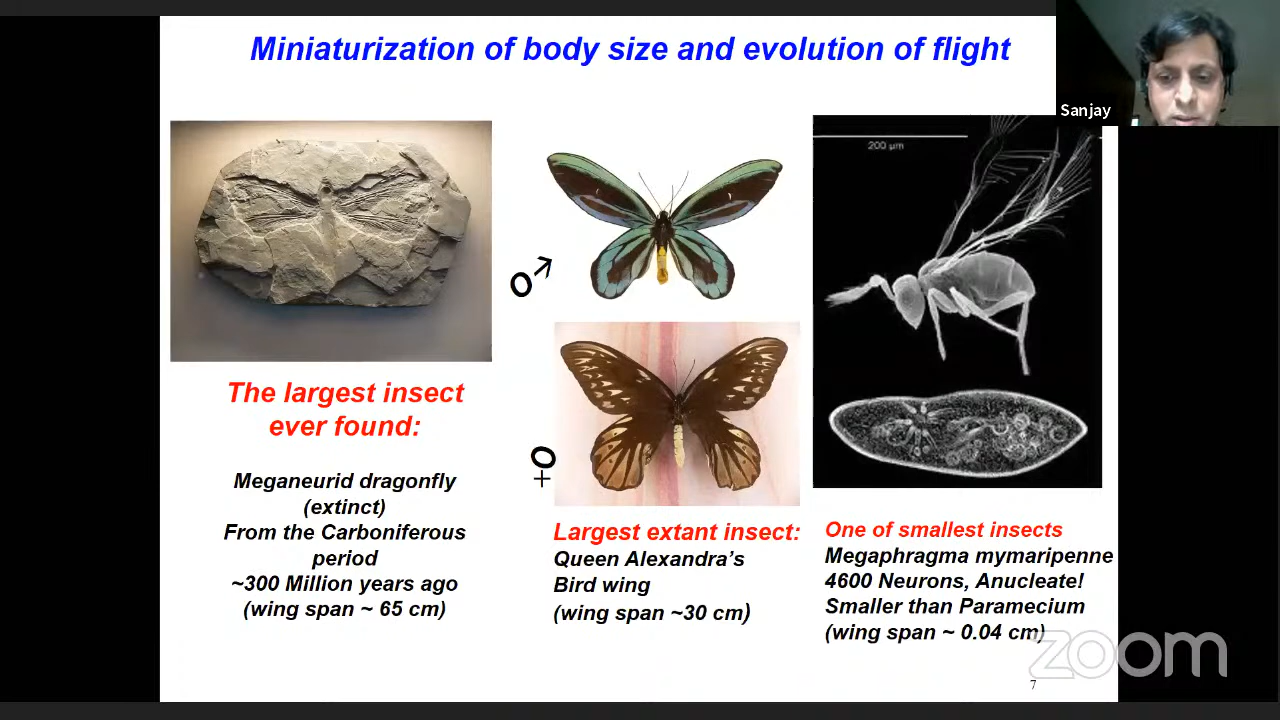 Miniaturization of body size and evolution of flight
Sanjay
200 µm
♂
♀
The largest insect
ever found:
Meganeurid dragonfly
(extinct)
From the Carboniferous
period
~300 Million years ago
(wing span ~ 65 cm)
Largest extant insect:
Queen Alexandra's
Bird wing
(wing span ~30 cm)
One of smallest insects
Megaphragma mymaripenne
4600 Neurons, Anucleate!
Smaller than Paramecium
(wing span ~ 0.04 cm)
zoom
7